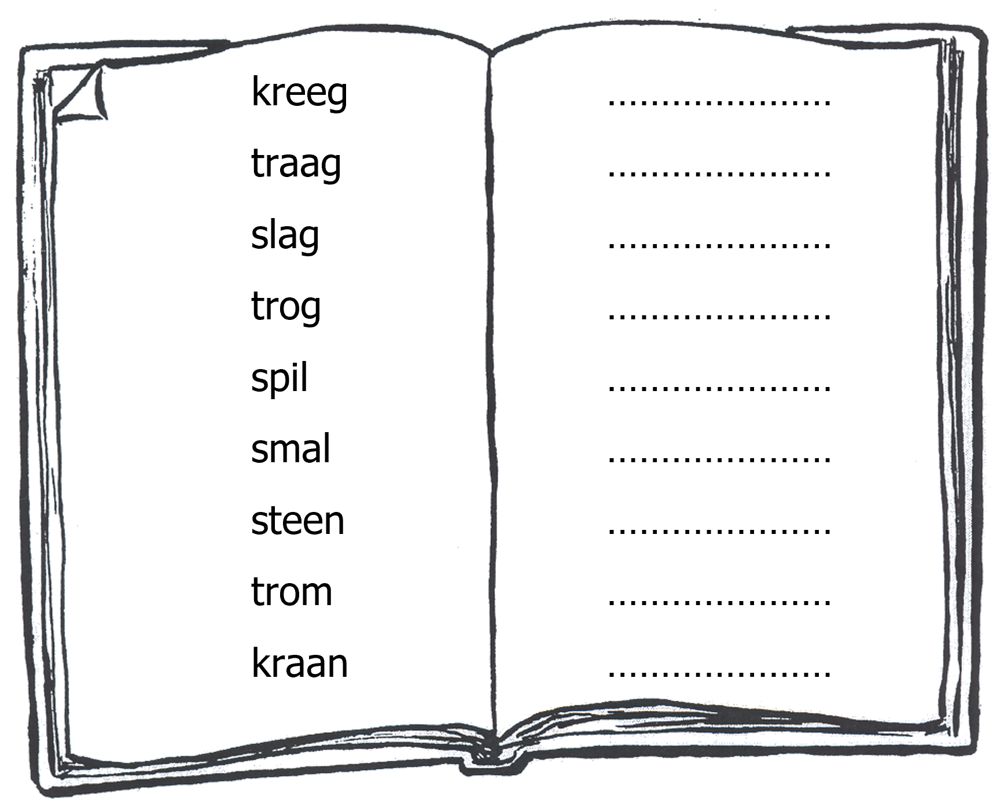 kreeg .....................
traag .....................
slag .....................
trog .....................
spil .....................
smal .....................
steen .....................
trom .....................
kraan .....................